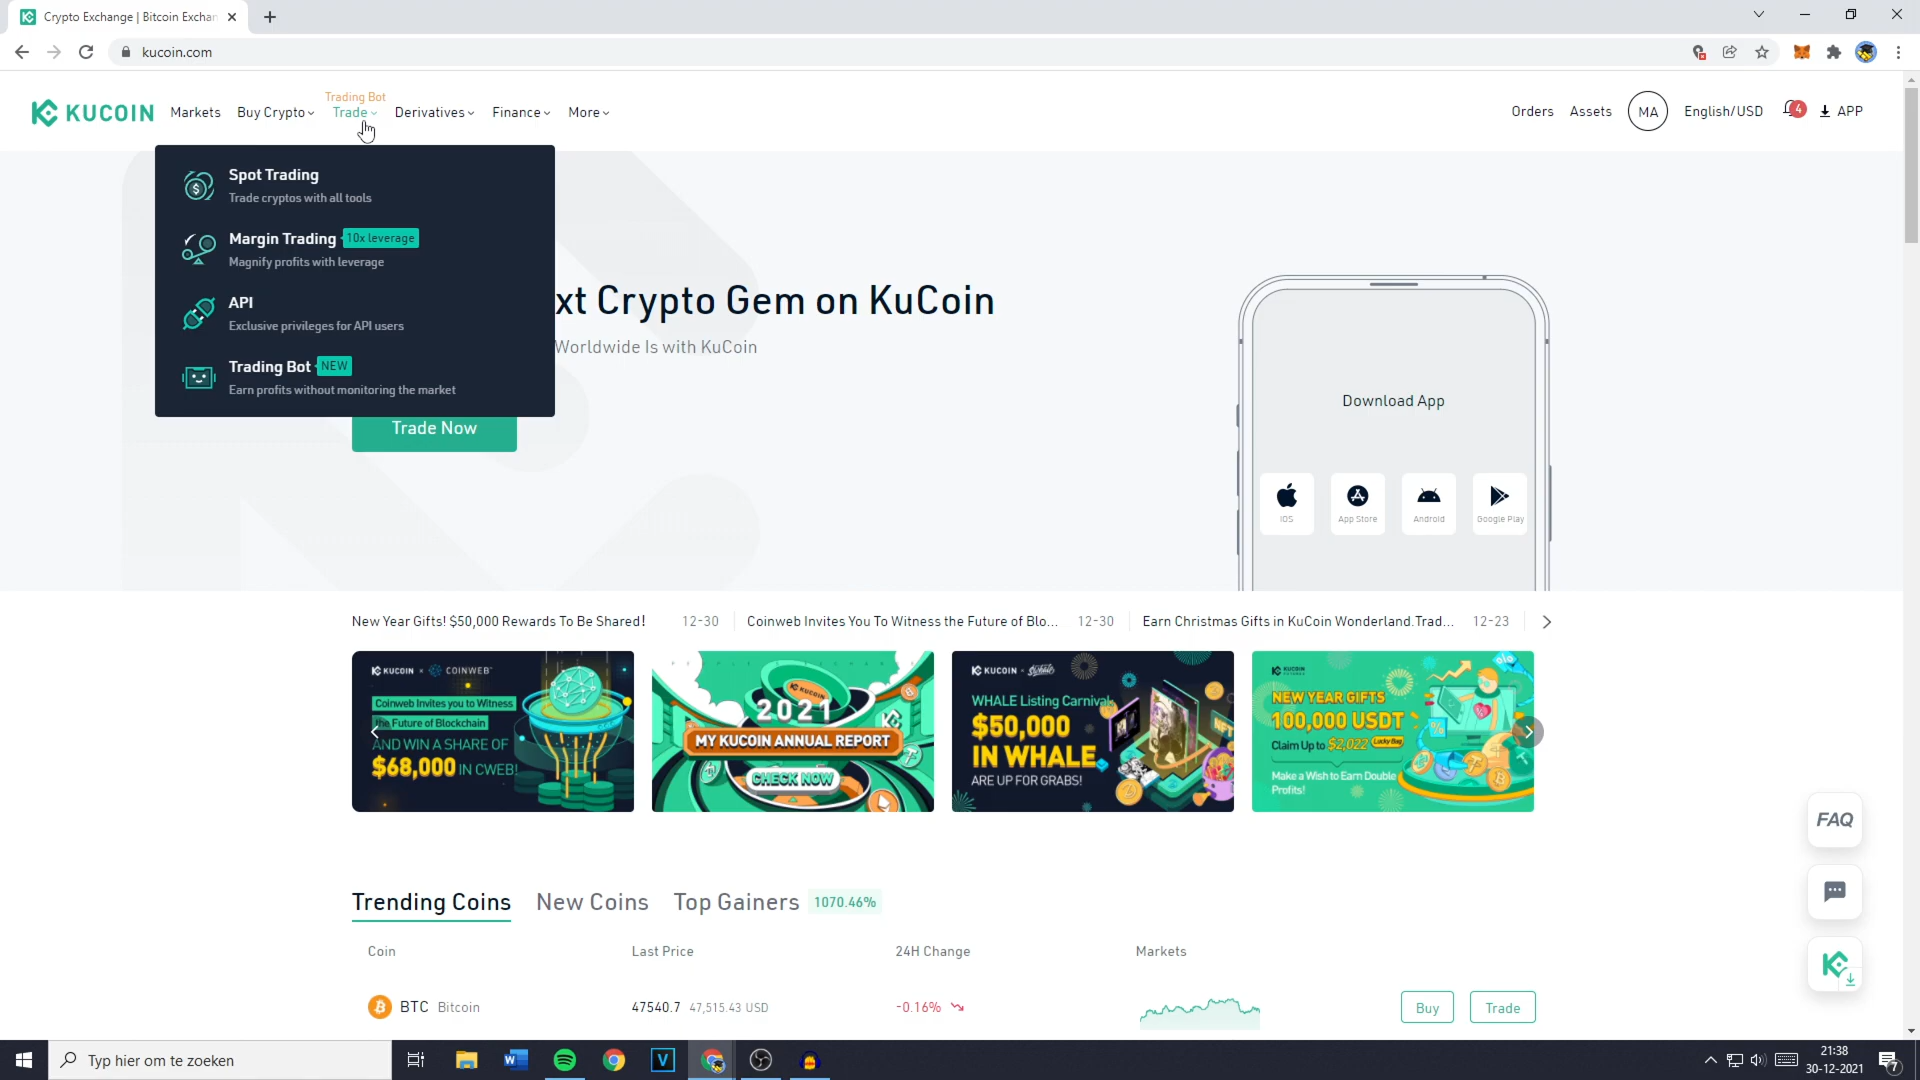 Crypto Exchange | Bitcoin Exchan
kucoin.com
KUCOIN
Markets
Buy Crypto
Trading Bot
Trade
Derivatives
Finance
More
Orders
Assets
MA
English/USD
4
APP
Spot Trading
Trade cryptos with all tools
Margin Trading 10x leverage
Magnify profits with leverage
API
Exclusive privileges for API users
Trading Bot NEW
Earn profits without monitoring the market
xt Crypto Gem on KuCoin
Worldwide Is with KuCoin
Trade Now
Download App
iOS
App Store
Android
Google Play
New Year Gifts! $50,000 Rewards To Be Shared! 12-30
Coinweb Invites You To Witness the Future of Blo... 12-30
Earn Christmas Gifts in KuCoin Wonderland.Trad... 12-23
KUCOIN × COINWEB
Coinweb Invites you to Witness
the Future of Blockchain
AND WIN A SHARE OF
$68,000 IN CWEB!
KUCOIN
2021
MY KUCOIN ANNUAL REPORT
CHECK NOW
KUCOIN
WHALE Listing Carnival
$50,000
IN WHALE
ARE UP FOR GRABS!
KUCOIN
FUTURES
NEW YEAR GIFTS
100,000 USDT
Claim Up to $2,022 Lucky Bag
Make a Wish to Earn Double
Profits!
FAQ
Trending Coins
New Coins
Top Gainers 1070.46%
Coin
Last Price
24H Change
Markets
BTC Bitcoin
47540.7 47,515.43 USD
-0.16%
Buy
Trade
Typ hier om te zoeken
21:38
30-12-2021
7